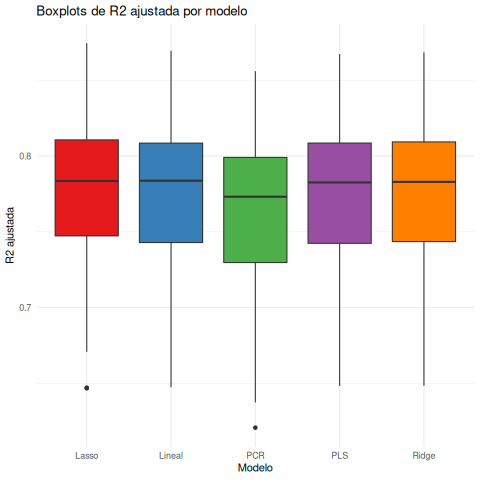 Boxplots de R2 ajustada por modelo
R2 ajustada
0.8
0.7
Lasso
Lineal
PCR
PLS
Ridge
Modelo